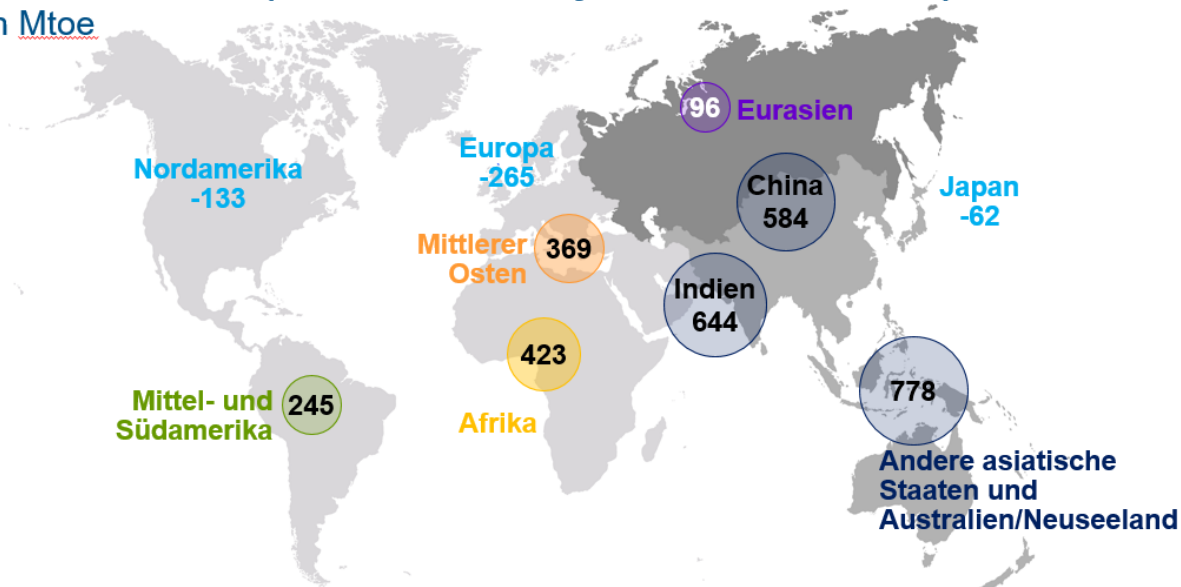 n Mtoe
96 Eurasien
Europa
-265
Nordamerika
-133
China
584
Japan
-62
Mittlerer
Osten
369
Indien
644
423
Afrika
778
Mittel- und
Südamerika
245
Andere asiatische
Staaten und
Australien/Neuseeland